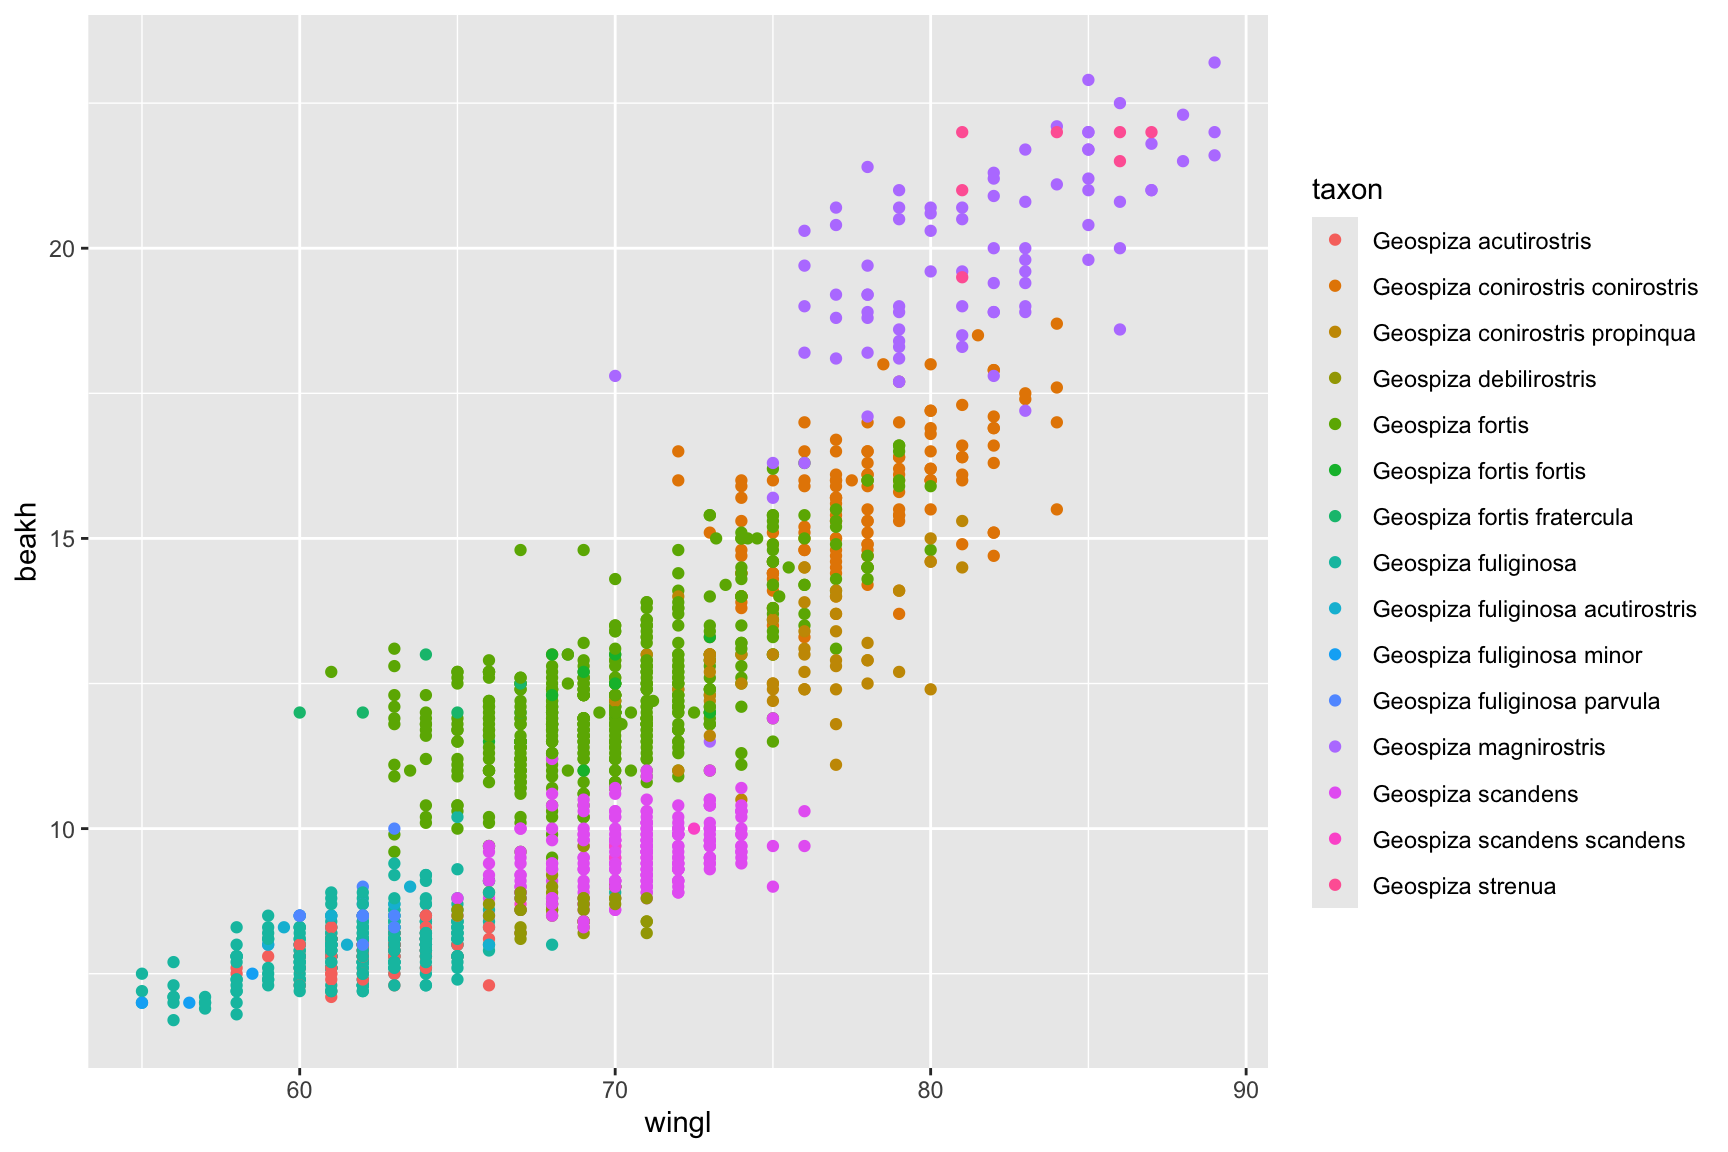 20
15
10
beakh
60 70 80 90
wingl
taxon
Geospiza acutirostris
Geospiza conirostris conirostris
Geospiza conirostris propinqua
Geospiza debilirostris
Geospiza fortis
Geospiza fortis fortis
Geospiza fortis fratercula
Geospiza fuliginosa
Geospiza fuliginosa acutirostris
Geospiza fuliginosa minor
Geospiza fuliginosa parvula
Geospiza magnirostris
Geospiza scandens
Geospiza scandens scandens
Geospiza strenua